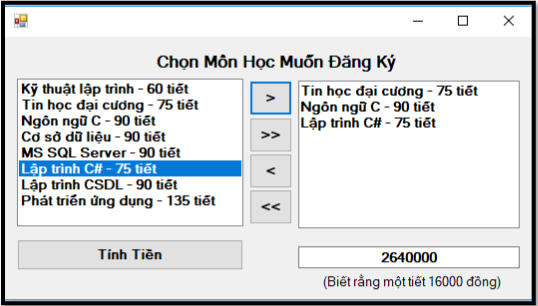 Chọn Môn Học Muốn Đăng Ký
Kỹ thuật lập trình - 60 tiết
Tin học đại cương - 75 tiết
Ngôn ngữ C - 90 tiết
Cơ sở dữ liệu - 90 tiết
MS SQL Server - 90 tiết
Lập trình C# - 75 tiết
Lập trình CSDL - 90 tiết
Phát triển ứng dụng - 135 tiết
>
>>
<
<<
Tin học đại cương - 75 tiết
Ngôn ngữ C - 90 tiết
Lập trình C# - 75 tiết
Tính Tiền
2640000
(Biết rằng một tiết 16000 đồng)